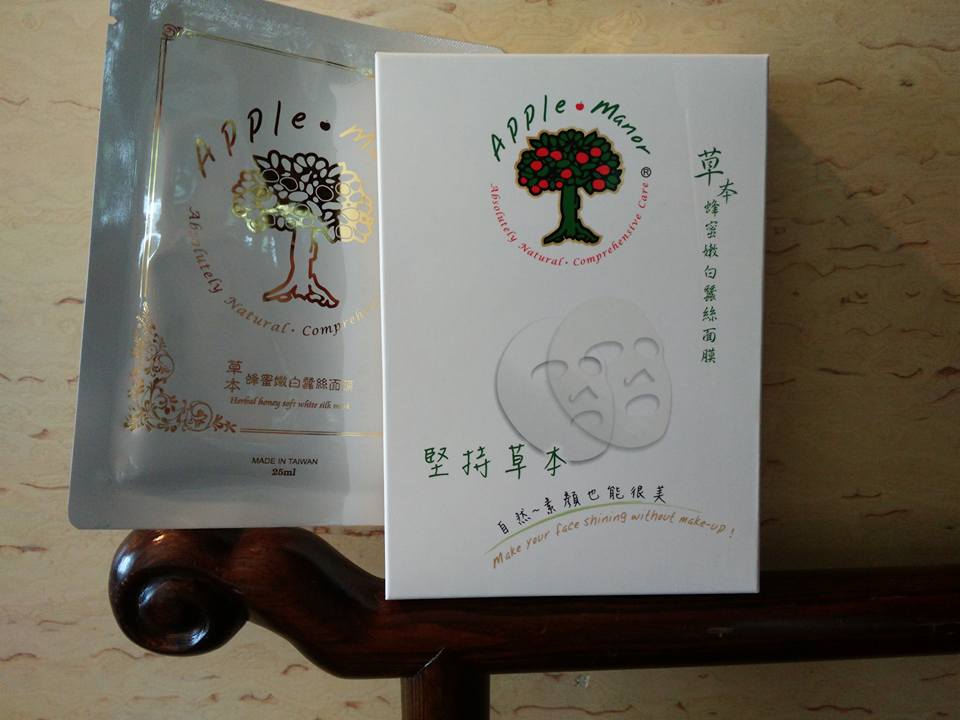 Apple • Manor
Absolutely Natural • Comprehensive
草本
蜂蜜嫩白蠶絲面膜
Herbal honey soft white silk mask
MADE IN TAIWAN
25ml
Apple • Manor
®
Absolutely Natural • Comprehensive Care
草本
蜂蜜嫩白蠶絲面膜
堅持草本
自然~素顏也能很美
Make your face shining without make-up !